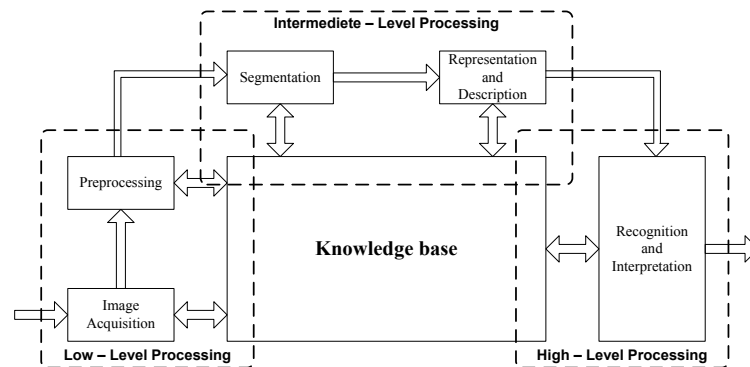 Intermediete – Level Processing
Segmentation
Representation
and
Description
Preprocessing
Knowledge base
Recognition
and
Interpretation
Image
Acquisition
Low – Level Processing
High – Level Processing